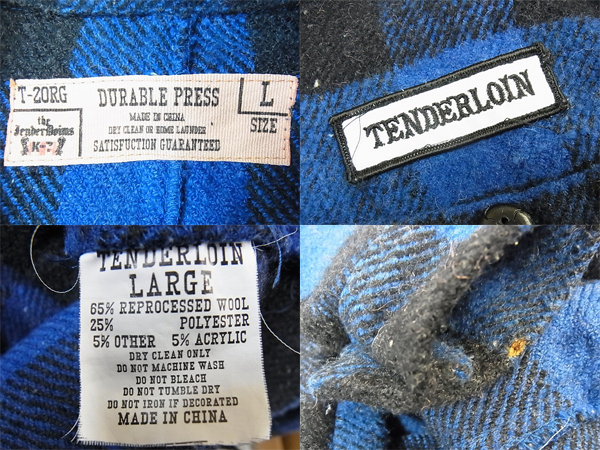 T-20RG
DURABLE PRESS
L
SIZE
MADE IN CHINA
DRY CLEAN OR HOME LAUNDER
SATISFACTION GUARANTEED
the
TenderLoins
TENDERLOIN
TENDERLOIN
LARGE
65% REPROCESSED WOOL
25% POLYESTER
5% OTHER 5% ACRYLIC
DRY CLEAN ONLY
DO NOT MACHINE WASH
DO NOT BLEACH
DO NOT TUMBLE DRY
DO NOT IRON IF DECORATED
MADE IN CHINA